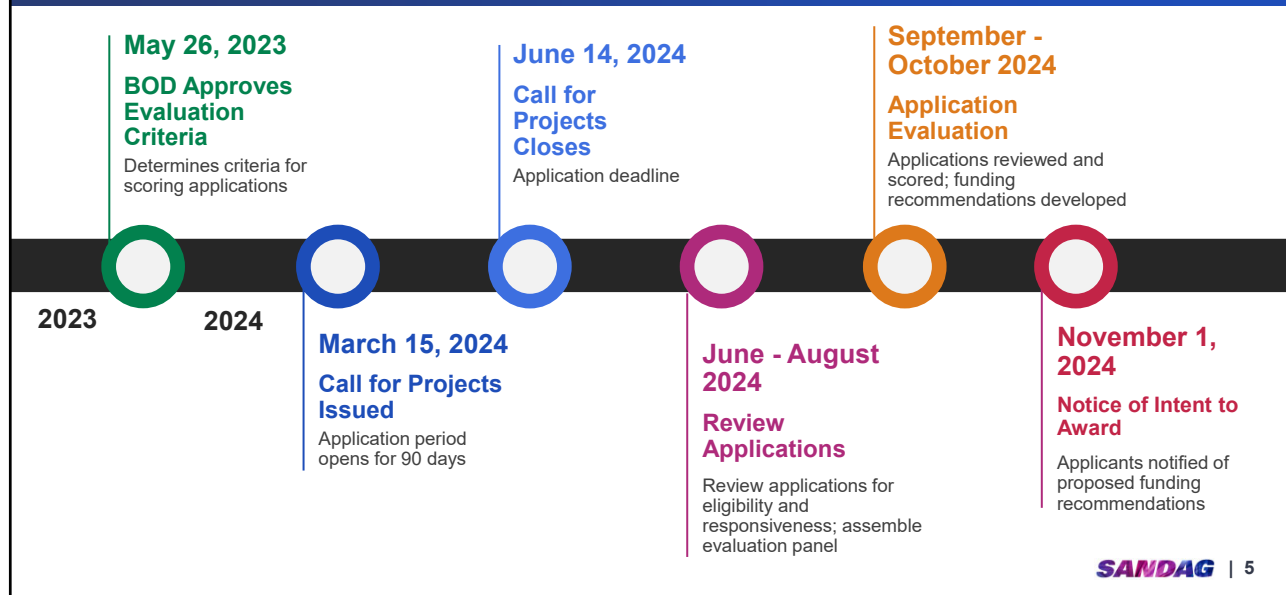 May 26, 2023
BOD Approves
Evaluation
Criteria
Determines criteria for
scoring applications
June 14, 2024
Call for
Projects
Closes
Application deadline
September -
October 2024
Application
Evaluation
Applications reviewed and
scored; funding
recommendations developed
2023
2024
March 15, 2024
Call for Projects
Issued
Application period
opens for 90 days
June - August
2024
Review
Applications
Review applications for
eligibility and
responsiveness; assemble
evaluation panel
November 1,
2024
Notice of Intent to
Award
Applicants notified of
proposed funding
recommendations
SANDAG | 5